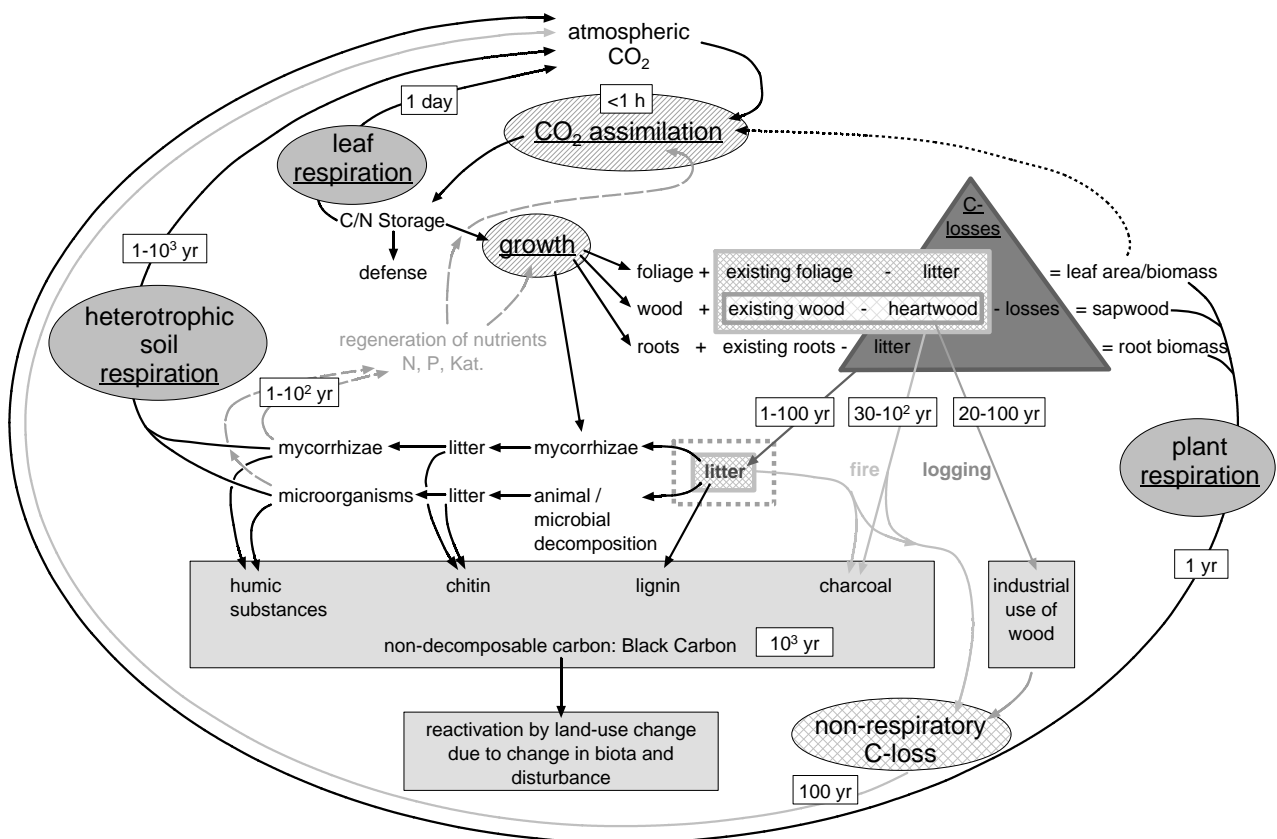 atmospheric
CO₂
<1 h
1 day
CO₂ assimilation
leaf
respiration
C-
losses
C/N Storage
growth
1-10³ yr
defense
foliage + existing foliage - litter = leaf area/biomass
wood + existing wood - heartwood - losses = sapwood
roots + existing roots - litter = root biomass
heterotrophic
soil
respiration
regeneration of nutrients
N, P, Kat.
1-10² yr
1-100 yr
30-10² yr
20-100 yr
mycorrhizae
litter
mycorrhizae
litter
fire
logging
plant
respiration
microorganisms
litter
animal /
microbial
decomposition
1 yr
humic
substances
chitin
lignin
charcoal
industrial
use of
wood
non-decomposable carbon: Black Carbon
10³ yr
reactivation by land-use change
due to change in biota and
disturbance
non-respiratory
C-loss
100 yr